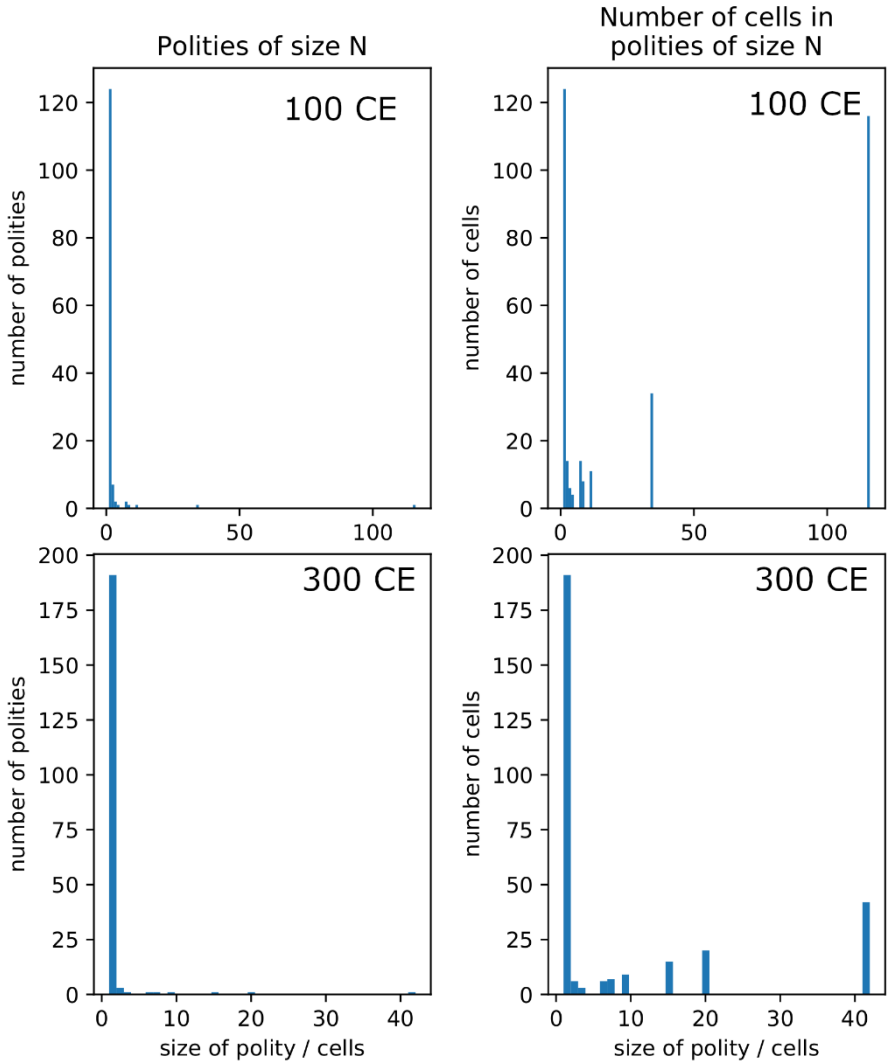 Polities of size N
Number of cells in
polities of size N
100 CE
number of polities
120
100
80
60
40
20
0
0 50 100
100 CE
number of cells
120
100
80
60
40
20
0
0 50 100
300 CE
number of polities
200
175
150
125
100
75
50
25
0
0 10 20 30 40
size of polity / cells
300 CE
number of cells
200
175
150
125
100
75
50
25
0
0 10 20 30 40
size of polity / cells